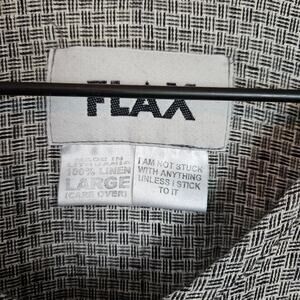 FLAX
MADE IN
LITHUANIA
100% LINEN
LARGE
(CARE OVER)
I AM NOT STUCK
WITH ANYTHING
UNLESS I STICK
TO IT